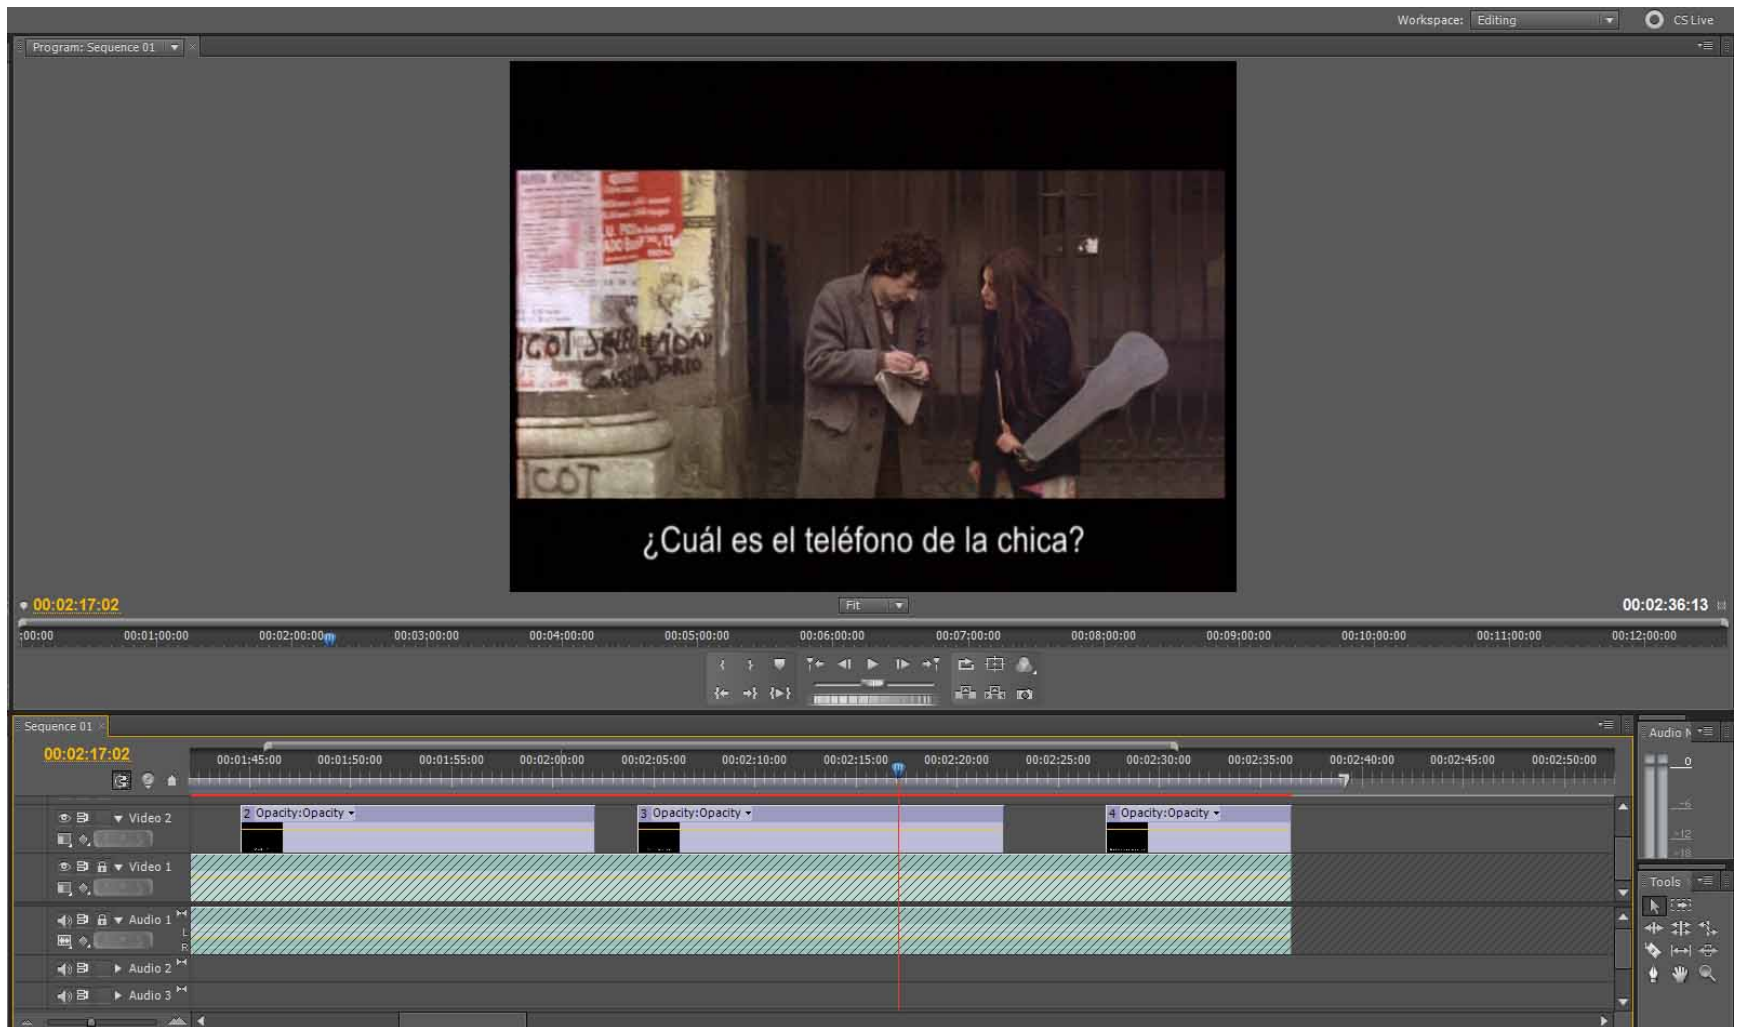 Workspace: Editing CS Live
Program: Sequence 01
¿Cuál es el teléfono de la chica?
00:02:17:02 Fit 00:02:36:13
;00:00 00:01:00:00 00:02:00:00 00:03:00:00 00:04:00:00 00:05:00:00 00:06:00:00 00:07:00:00 00:08:00:00 00:09:00:00 00:10:00:00 00:11:00:00 00:12:00:00
Sequence 01
00:02:17:02
00:01:45:00 00:01:50:00 00:01:55:00 00:02:00:00 00:02:05:00 00:02:10:00 00:02:15:00 00:02:20:00 00:02:25:00 00:02:30:00 00:02:35:00 00:02:40:00 00:02:45:00 00:02:50:00
Video 2 2 Opacity:Opacity 3 Opacity:Opacity 4 Opacity:Opacity
Video 1
Audio 1
L
R
Audio 2
Audio 3
Audio M
0
-6
-12
-18
Tools
ICOT